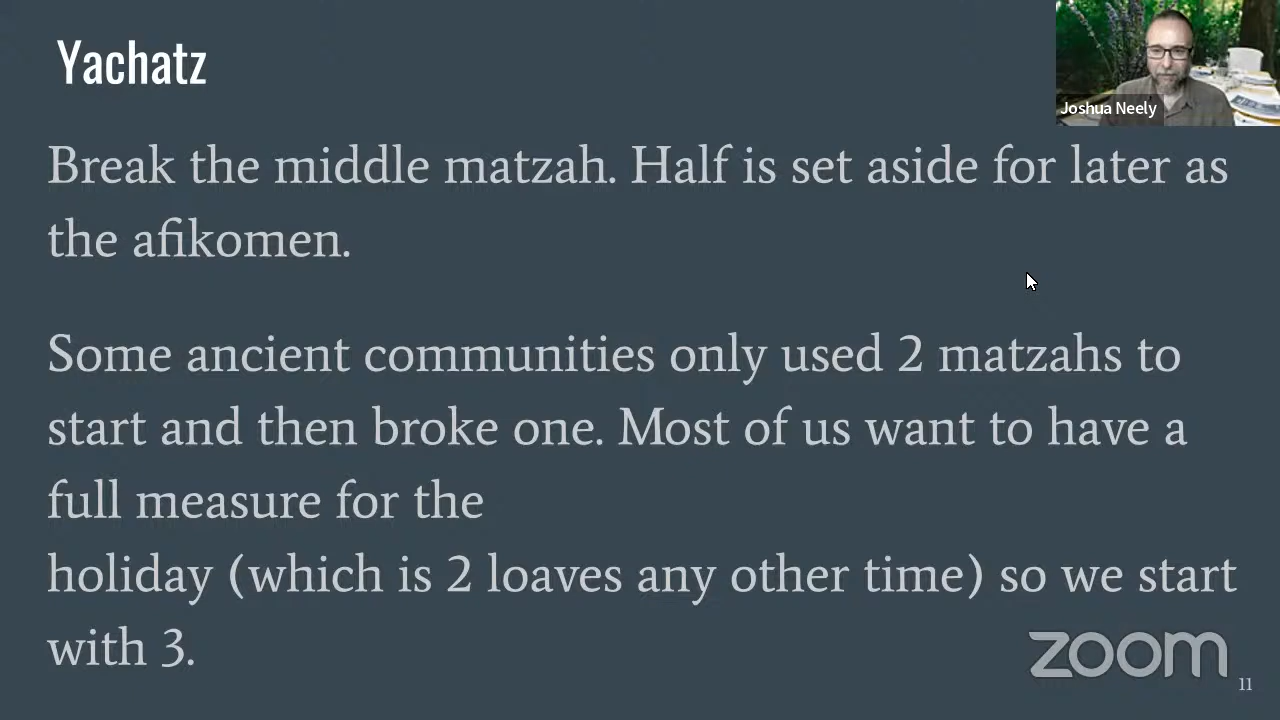 Yachatz
Joshua Neely
Break the middle matzah. Half is set aside for later as
the afikomen.
Some ancient communities only used 2 matzahs to
start and then broke one. Most of us want to have a
full measure for the
holiday (which is 2 loaves any other time) so we start
with 3.
zoom
11